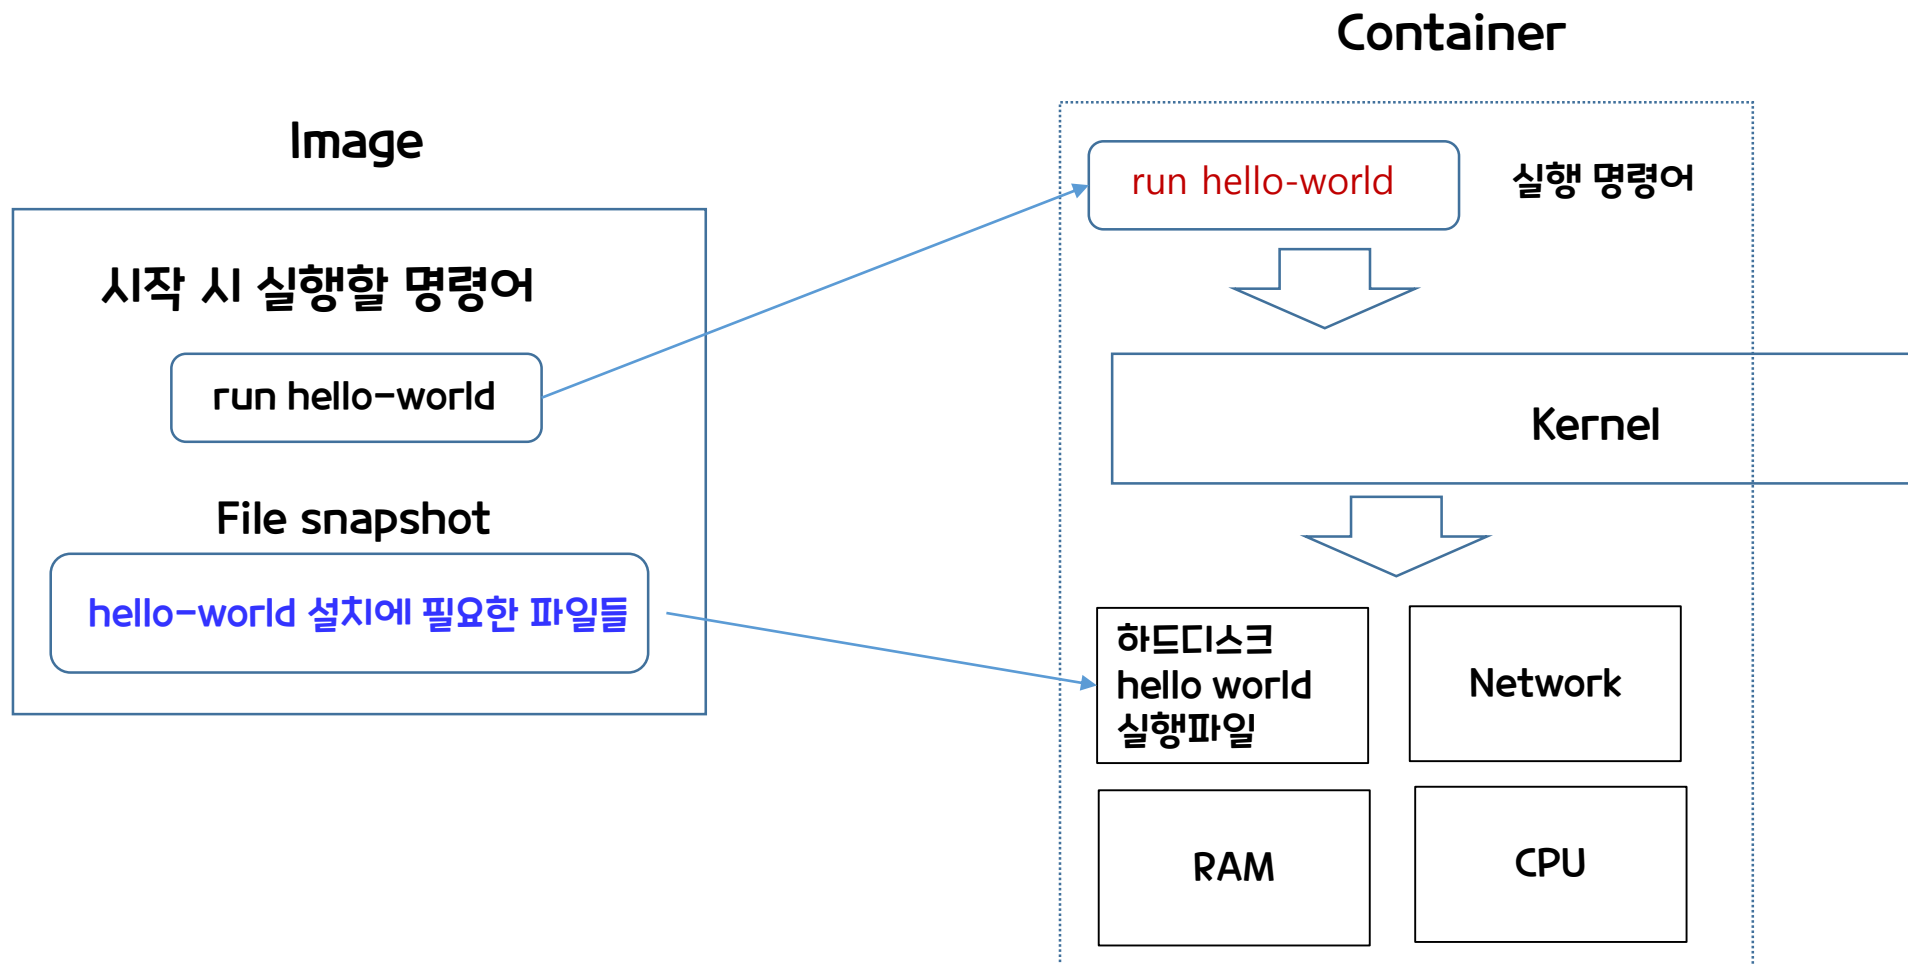 Container
Image
run hello-world
실행 명령어
시작 시 실행할 명령어
run hello-world
Kernel
File snapshot
hello-world 설치에 필요한 파일들
하드디스크
hello world
실행파일
Network
RAM
CPU